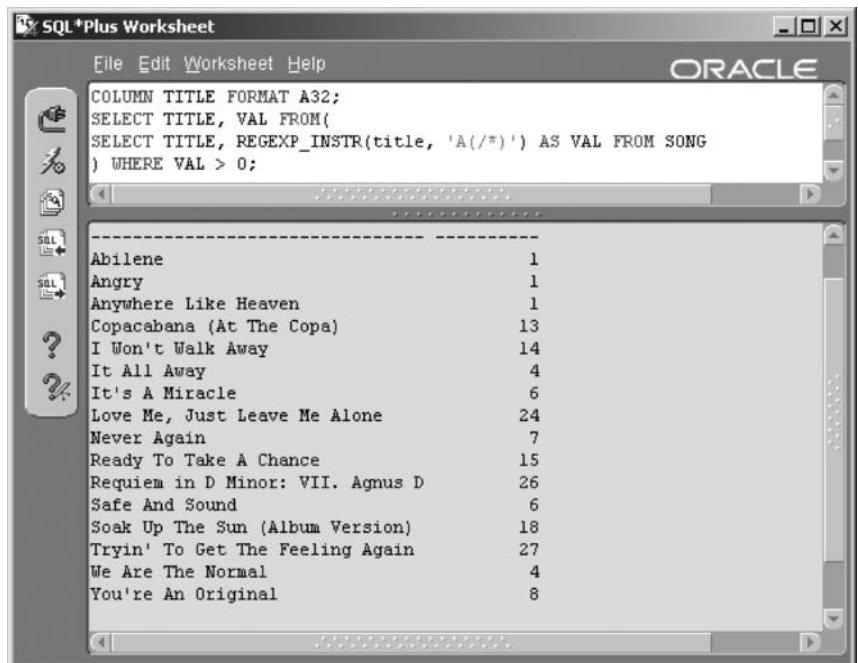 SQL*Plus Worksheet
File Edit Worksheet Help
ORACLE
COLUMN TITLE FORMAT A32;
SELECT TITLE, VAL FROM(
SELECT TITLE, REGEXP_INSTR(title, 'A(/*)') AS VAL FROM SONG
) WHERE VAL > 0;
-------------------------------- ----------
Abilene 1
Angry 1
Anywhere Like Heaven 1
Copacabana (At The Copa) 13
I Won't Walk Away 14
It All Away 4
It's A Miracle 6
Love Me, Just Leave Me Alone 24
Never Again 7
Ready To Take A Chance 15
Requiem in D Minor: VII. Agnus D 26
Safe And Sound 6
Soak Up The Sun (Album Version) 18
Tryin' To Get The Feeling Again 27
We Are The Normal 4
You're An Original 8
SQL
SQL